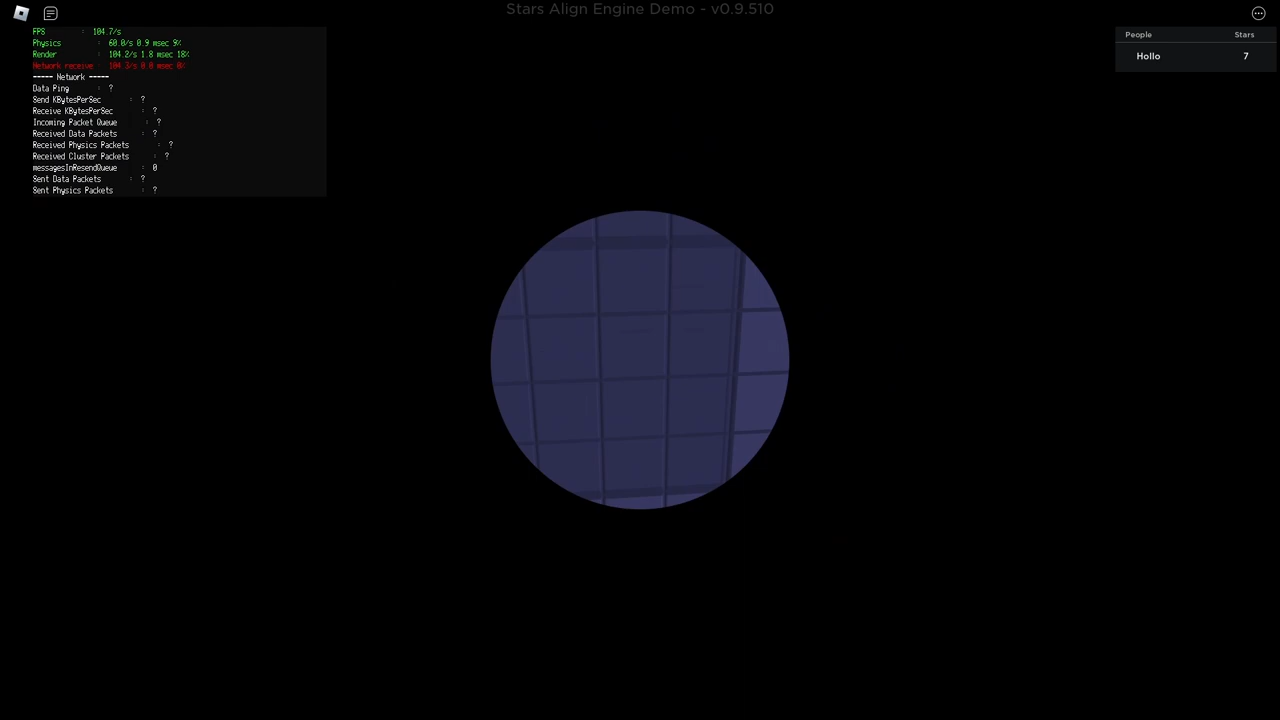 Stars Align Engine Demo - v0.9.510
FPS : 104.7/s
Physics : 60.0/s 0.9 msec 9%
Render : 104.2/s 1.8 msec 18%
Network receive : 104.3/s 0.0 msec 0%
----- Network -----
Data Ping : ?
Send KBytesPerSec : ?
Receive KBytesPerSec : ?
Incoming Packet Queue : ?
Received Data Packets : ?
Received Physics Packets : ?
Received Cluster Packets : ?
messagesInResendQueue : 0
Sent Data Packets : ?
Sent Physics Packets : ?
People Stars
Hollo 7